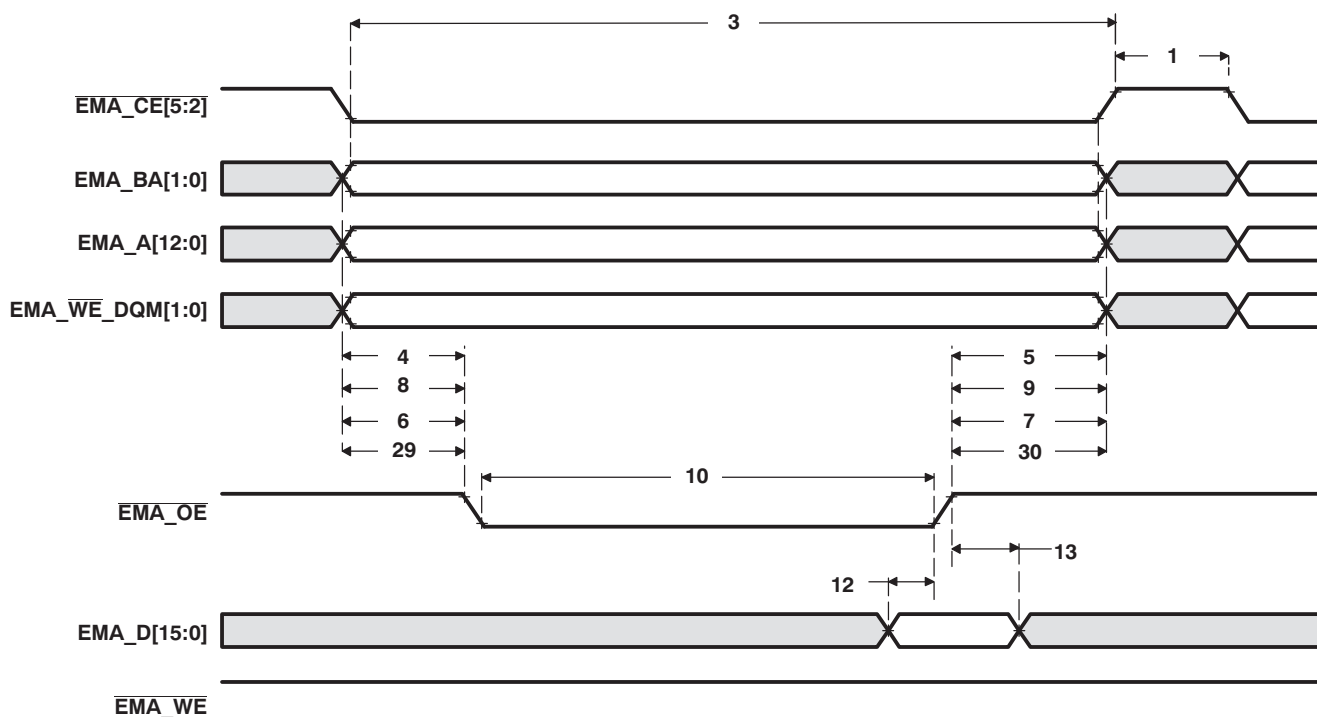 3
1
EMA_CE[5:2]
EMA_BA[1:0]
EMA_A[12:0]
EMA_WE_DQM[1:0]
4 5
8 9
6 7
29 30
10
EMA_OE
13
12
EMA_D[15:0]
EMA_WE